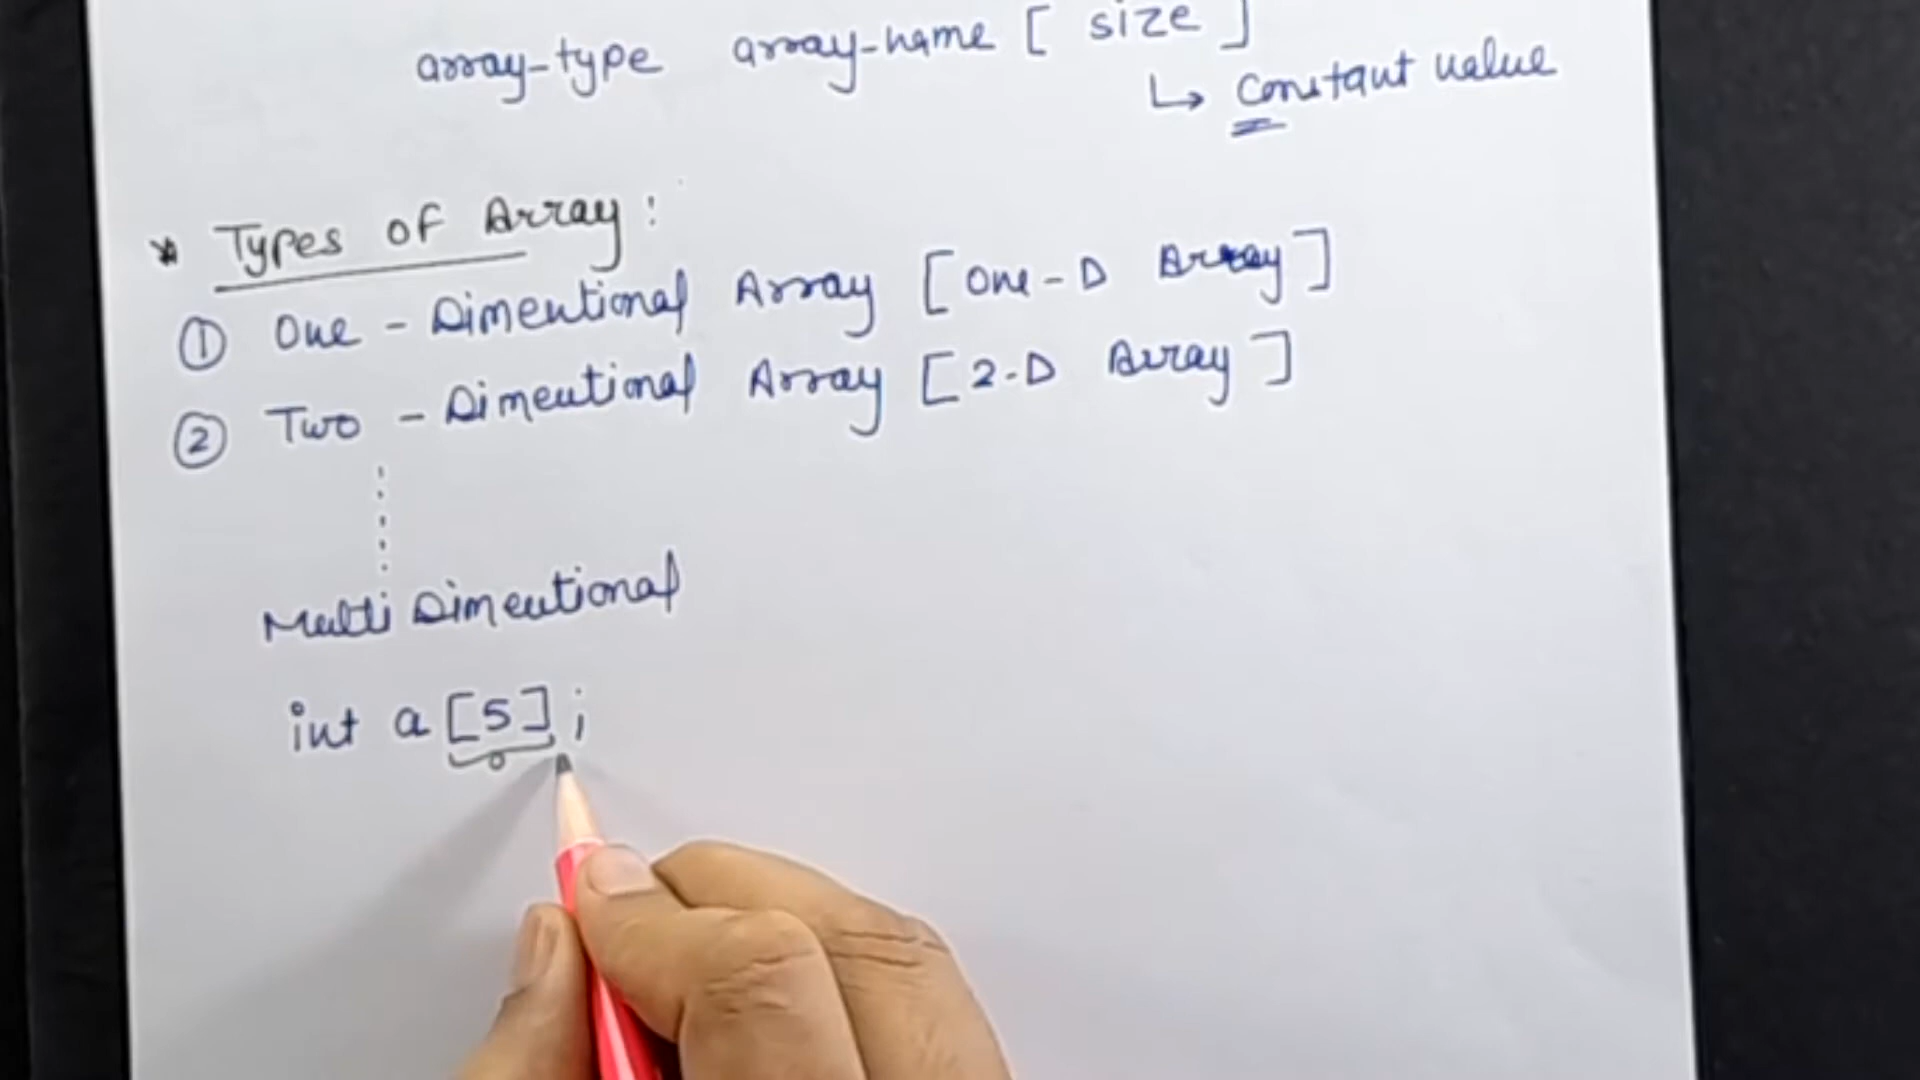 array-type array-name [ size ]
↳ constant value
* Types of Array :
① One - Dimentional Array [One-D Array]
② Two - Dimentional Array [2-D Array]
Multi Dimentional
int a [5] ;